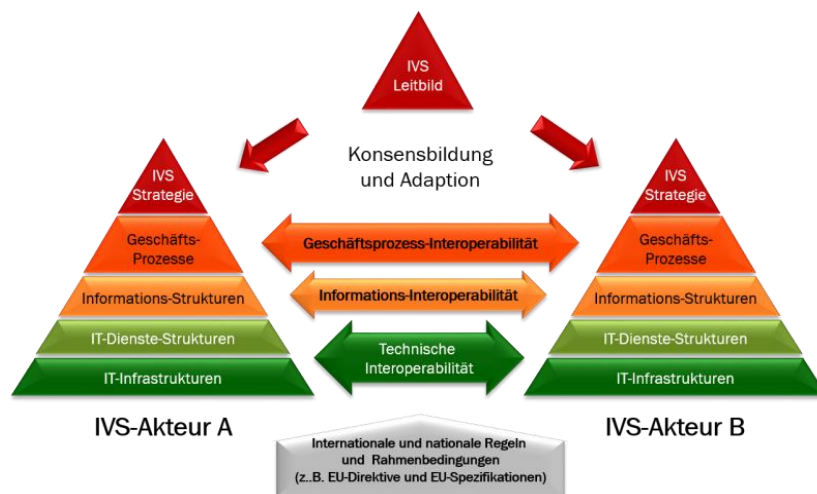 IVS
Leitbild
Konsensbildung
und Adaption
IVS
Strategie
Geschäfts-
Prozesse
Informations-Strukturen
IT-Dienste-Strukturen
IT-Infrastrukturen
IVS-Akteur A
Geschäftsprozess-Interoperabilität
Informations-Interoperabilität
Technische
Interoperabilität
IVS
Strategie
Geschäfts-
Prozesse
Informations-Strukturen
IT-Dienste-Strukturen
IT-Infrastrukturen
IVS-Akteur B
Internationale und nationale Regeln
und Rahmenbedingungen
(z..B. EU-Direktive und EU-Spezifikationen)